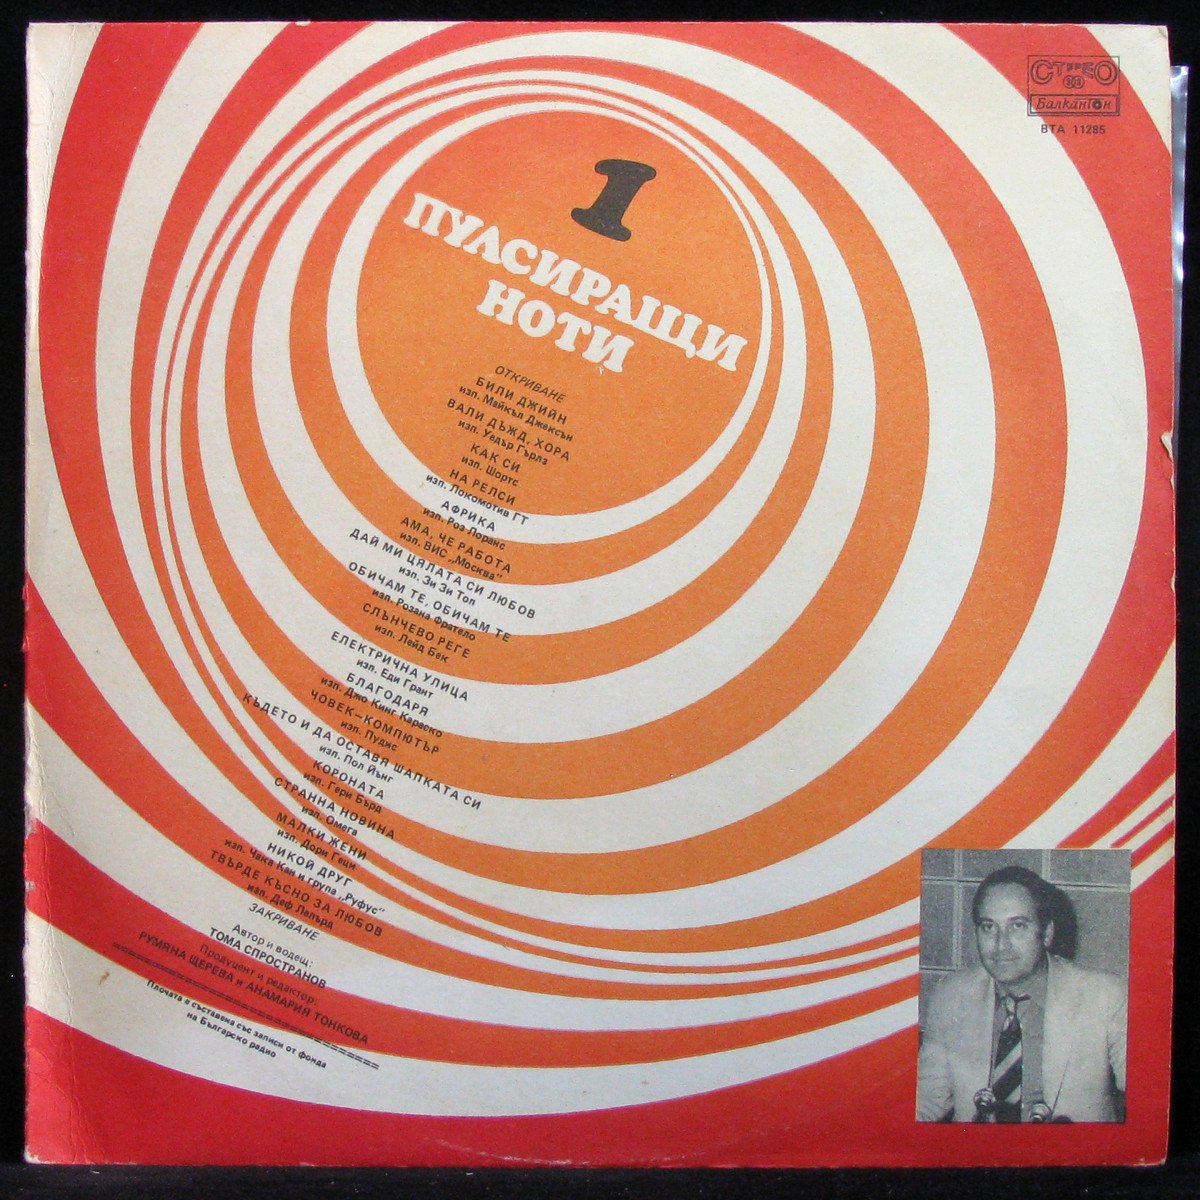 СТЕРЕО
33
Балкантон
ВТА 11285
1
ПУЛСИРАЩИ
НОТИ
ОТКРИВАНЕ
БИЛИ ДЖИЙН
изп. Майкъл Джексън
ВАЛИ ДЪЖД, ХОРА
изп. Уедър Гърлз
КАК СИ
изп. Шортс
НА РЕЛСИ
изп. Локомотив ГТ
АФРИКА
изп. Роз Лоранс
АМА, ЧЕ РАБОТА
изп. ВИС „Москва"
ДАЙ МИ ЦЯЛАТА СИ ЛЮБОВ
изп. Зи Зи Топ
ОБИЧАМ ТЕ, ОБИЧАМ ТЕ
изп. Розана Фратело
СЛЪНЧЕВО РЕГЕ
изп. Лейд Бек
ЕЛЕКТРИЧНА УЛИЦА
изп. Еди Грант
БЛАГОДАРЯ
изп. Джо Кинг Караско
ЧОВЕК—КОМПЮТЪР
изп. Пудис
КЪДЕТО И ДА ОСТАВЯ ШАПКАТА СИ
изп. Пол Йънг
КОРОНАТА
изп. Гери Бърд
СТРАННА НОВИНА
изп. Омега
МАЛКИ ЖЕНИ
изп. Дори Геци
НИКОЙ ДРУГ
изп. Чака Кан и група „Руфус"
ТВЪРДЕ КЪСНО ЗА ЛЮБОВ
изп. Деф Лепърд
ЗАКРИВАНЕ
Автор и водещ:
ТОМА СПРОСТРАНОВ
Продуцент и редактор:
РУМЯНА ЩЕРЕВА и АНАМАРИЯ ТОНКОВА
Плочата е съставена със записи от фонда
на Българско радио